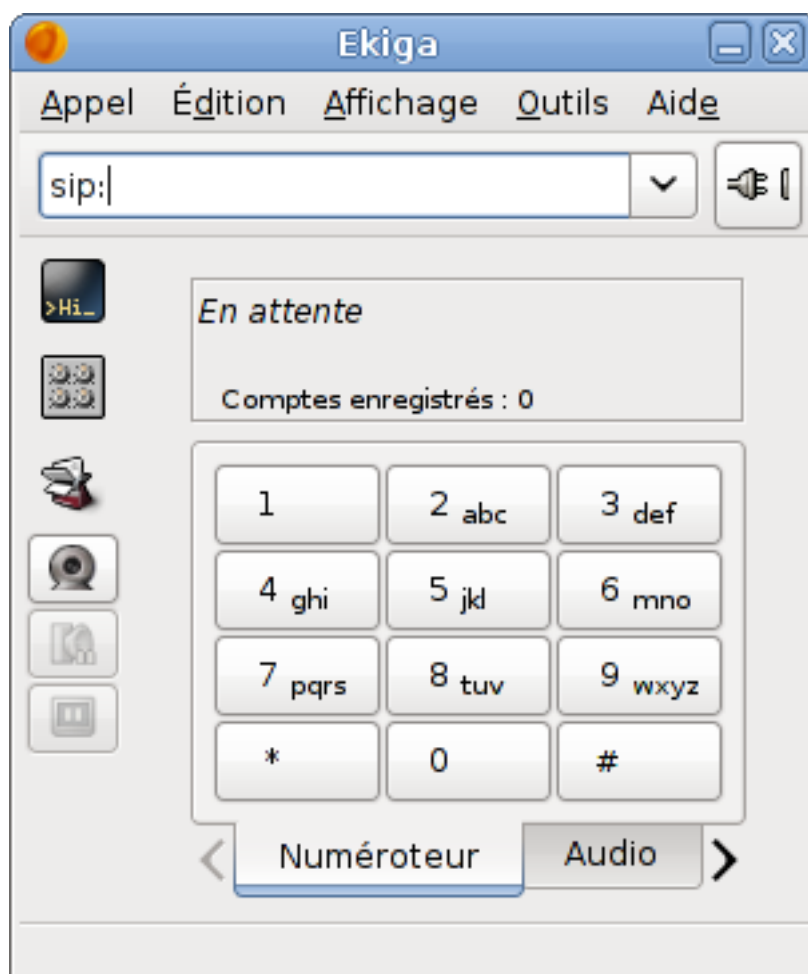 Ekiga
Appel Édition Affichage Outils Aide
sip:
>Hi_
En attente
Comptes enregistrés : 0
1 2 abc 3 def
4 ghi 5 jkl 6 mno
7 pqrs 8 tuv 9 wxyz
* 0 #
Numéroteur Audio